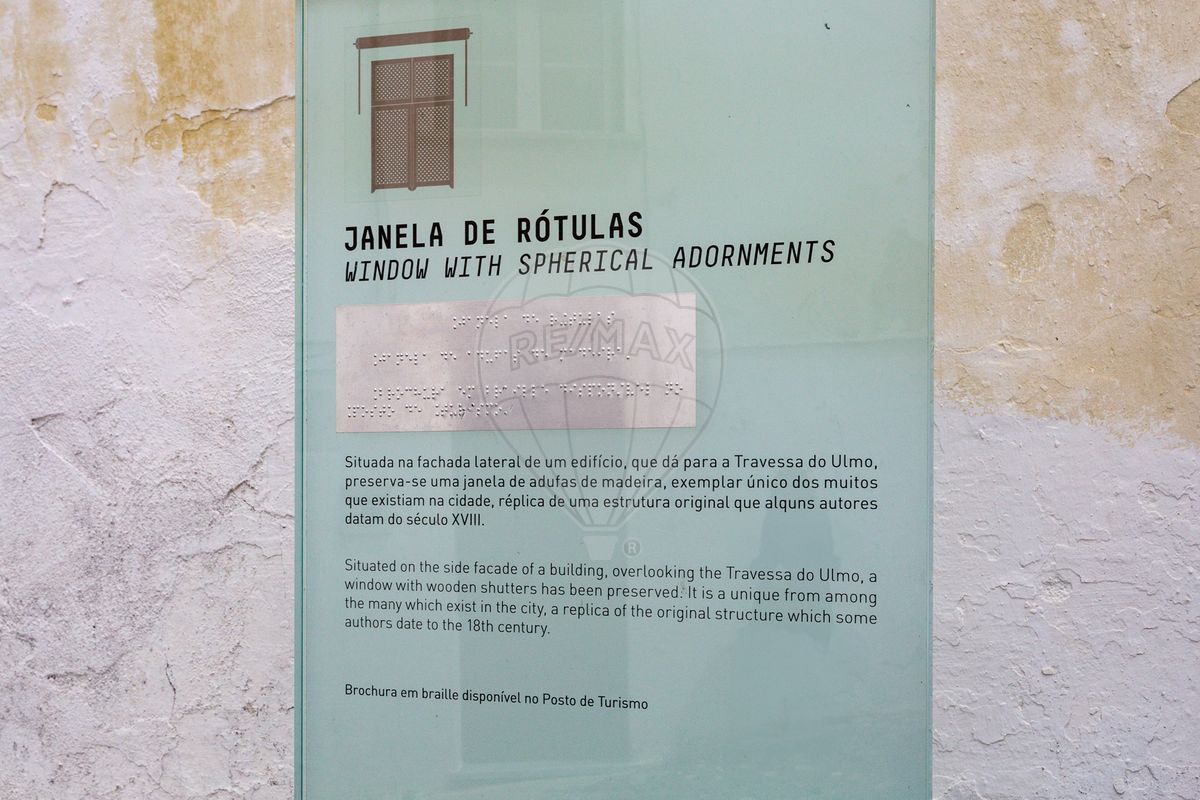 JANELA DE RÓTULAS
WINDOW WITH SPHERICAL ADORNMENTS
RE/MAX
Situada na fachada lateral de um edifício, que dá para a Travessa do Ulmo,
preserva-se uma janela de adufas de madeira, exemplar único dos muitos
que existiam na cidade, réplica de uma estrutura original que alguns autores
datam do século XVIII.
®
Situated on the side facade of a building, overlooking the Travessa do Ulmo, a
window with wooden shutters has been preserved. It is a unique from among
the many which exist in the city, a replica of the original structure which some
authors date to the 18th century.
Brochura em braille disponível no Posto de Turismo